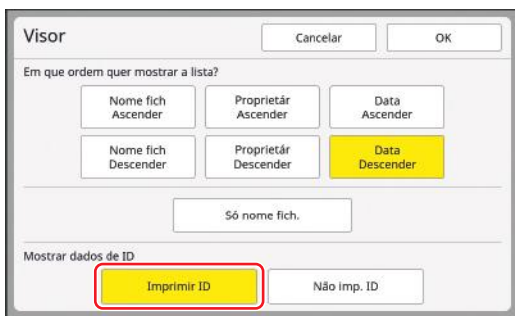 Visor
Cancelar
OK
Em que ordem quer mostrar a lista?
Nome fich
Ascender
Proprietár
Ascender
Data
Ascender
Nome fich
Descender
Proprietár
Descender
Data
Descender
Só nome fich.
Mostrar dados de ID
Imprimir ID
Não imp. ID